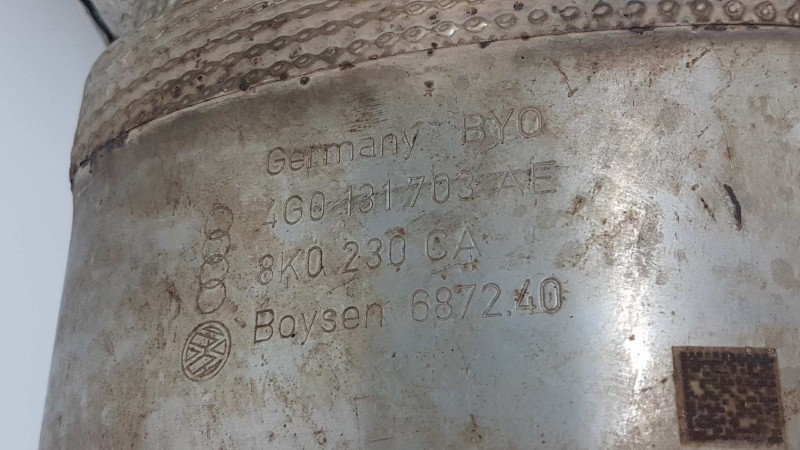 Germany BYO
4G0 131 703 AE
8K0 230 CA
Boysen 6872.40